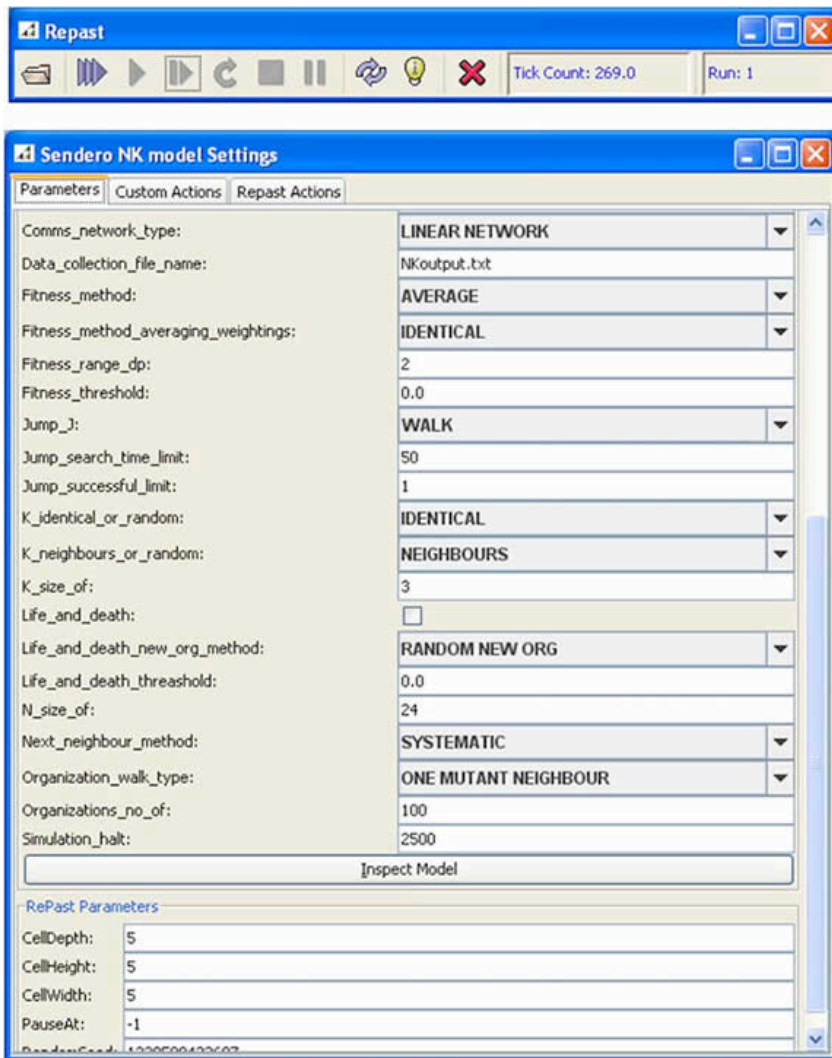 Repast
Tick Count: 269.0
Run: 1
Sendero NK model Settings
Parameters
Custom Actions
Repast Actions
Comms_network_type: LINEAR NETWORK
Data_collection_file_name: NKoutput.txt
Fitness_method: AVERAGE
Fitness_method_averaging_weightings: IDENTICAL
Fitness_range_dp: 2
Fitness_threshold: 0.0
Jump_J: WALK
Jump_search_time_limit: 50
Jump_successful_limit: 1
K_identical_or_random: IDENTICAL
K_neighbours_or_random: NEIGHBOURS
K_size_of: 3
Life_and_death:
Life_and_death_new_org_method: RANDOM NEW ORG
Life_and_death_threashold: 0.0
N_size_of: 24
Next_neighbour_method: SYSTEMATIC
Organization_walk_type: ONE MUTANT NEIGHBOUR
Organizations_no_of: 100
Simulation_halt: 2500
Inspect Model
RePast Parameters
CellDepth: 5
CellHeight: 5
CellWidth: 5
PauseAt: -1
RandomSeed: